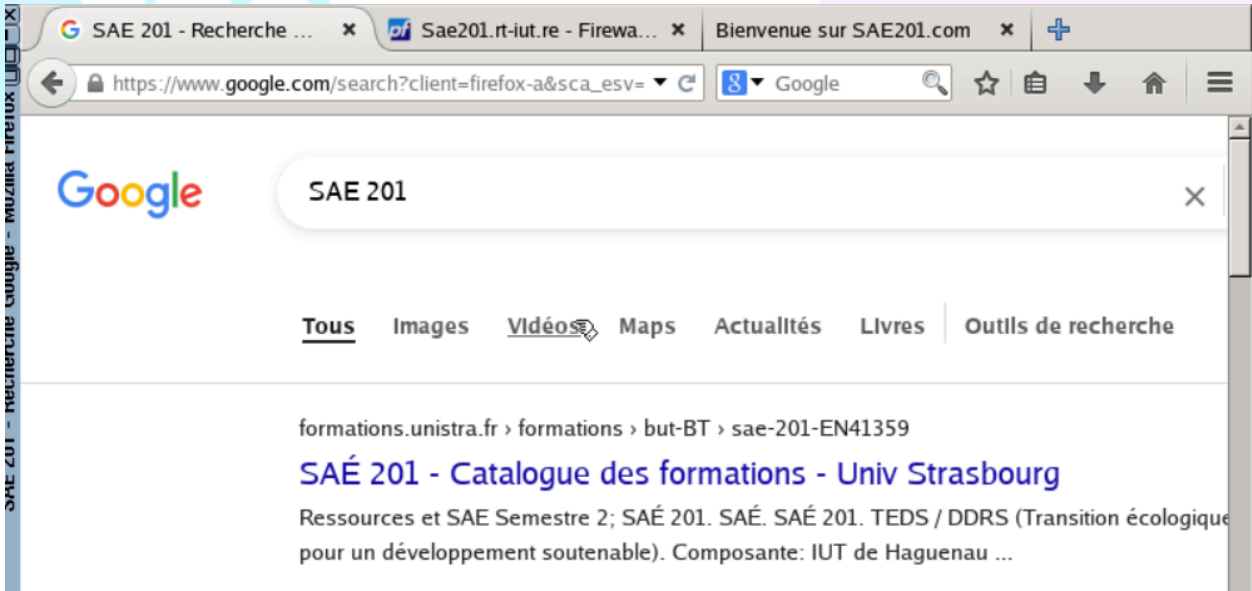 SAE 201 - Recherche ...
Sae201.rt-iut.re - Firewa...
Bienvenue sur SAE201.com
https://www.google.com/search?client=firefox-a&sca_esv=
8 Google
SAE 201 - Recherche Google - Mozilla Firefox
Google
SAE 201
Tous Images Vidéos Maps Actualités Livres Outils de recherche
formations.unistra.fr › formations › but-BT › sae-201-EN41359
SAÉ 201 - Catalogue des formations - Univ Strasbourg
Ressources et SAE Semestre 2; SAÉ 201. SAÉ. SAÉ 201. TEDS / DDRS (Transition écologique
pour un développement soutenable). Composante: IUT de Haguenau ...